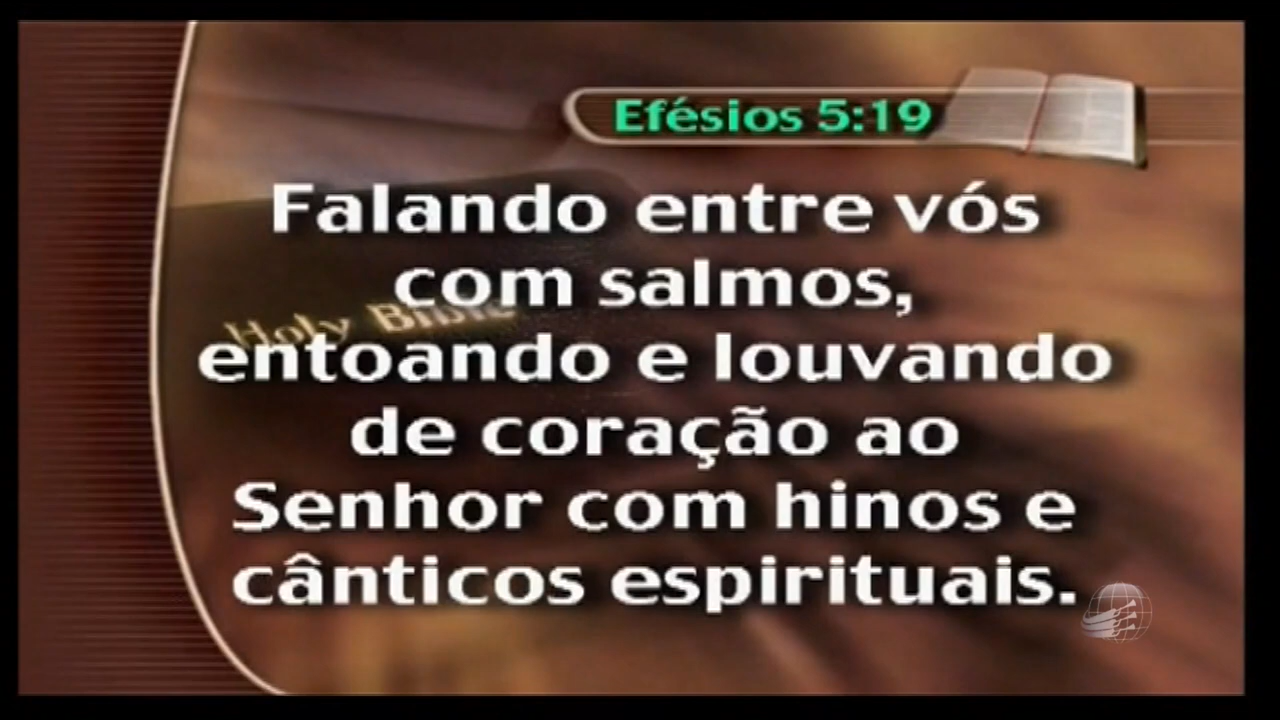 Efésios 5:19
Falando entre vós
com salmos,
Holy Bible
entoando e louvando
de coração ao
Senhor com hinos e
cânticos espirituais.